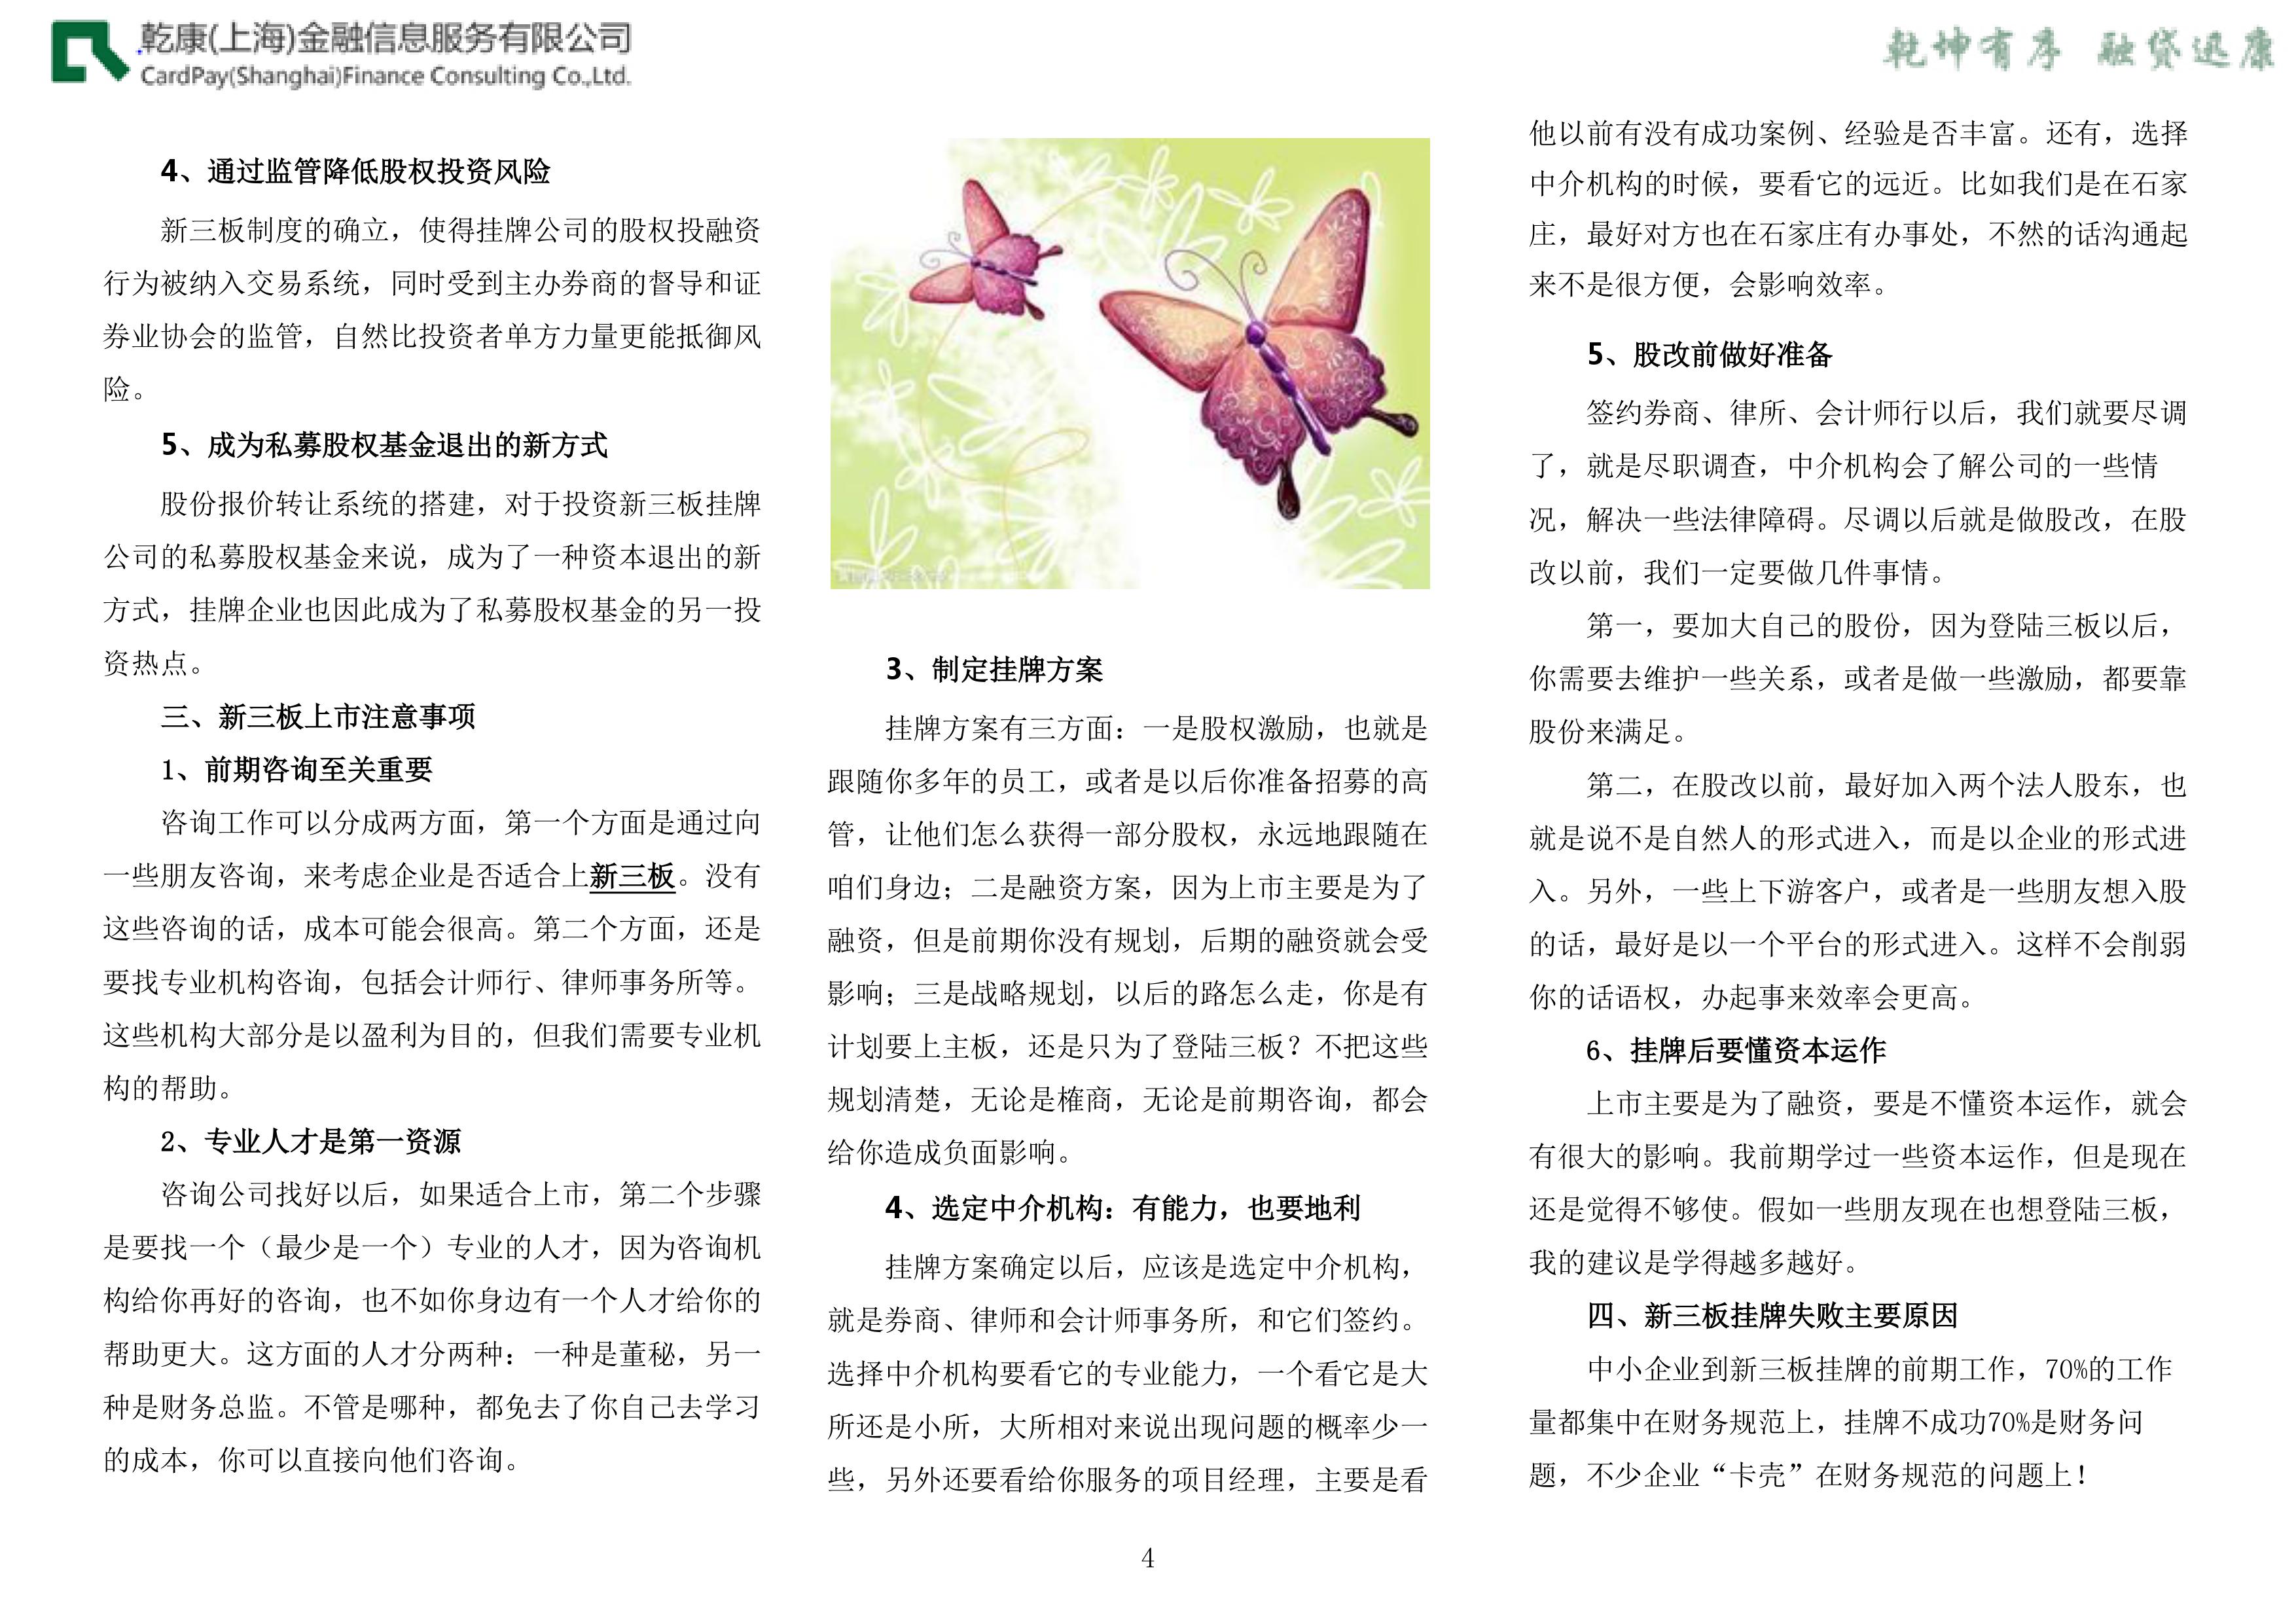 乾康(上海)金融信息服务有限公司
CardPay(Shanghai)Finance Consulting Co.,Ltd.
乾坤有序 融贷迅康
4、通过监管降低股权投资风险
新三板制度的确立，使得挂牌公司的股权投融资
行为被纳入交易系统，同时受到主办券商的督导和证
券业协会的监管，自然比投资者单方力量更能抵御风
险。
5、成为私募股权基金退出的新方式
股份报价转让系统的搭建，对于投资新三板挂牌
公司的私募股权基金来说，成为了一种资本退出的新
方式，挂牌企业也因此成为了私募股权基金的另一投
资热点。
三、新三板上市注意事项
1、前期咨询至关重要
咨询工作可以分成两方面，第一个方面是通过向
一些朋友咨询，来考虑企业是否适合上新三板。没有
这些咨询的话，成本可能会很高。第二个方面，还是
要找专业机构咨询，包括会计师行、律师事务所等。
这些机构大部分是以盈利为目的，但我们需要专业机
构的帮助。
2、专业人才是第一资源
咨询公司找好以后，如果适合上市，第二个步骤
是要找一个（最少是一个）专业的人才，因为咨询机
构给你再好的咨询，也不如你身边有一个人才给你的
帮助更大。这方面的人才分两种：一种是董秘，另一
种是财务总监。不管是哪种，都免去了你自己去学习
的成本，你可以直接向他们咨询。
3、制定挂牌方案
挂牌方案有三方面：一是股权激励，也就是
跟随你多年的员工，或者是以后你准备招募的高
管，让他们怎么获得一部分股权，永远地跟随在
咱们身边；二是融资方案，因为上市主要是为了
融资，但是前期你没有规划，后期的融资就会受
影响；三是战略规划，以后的路怎么走，你是有
计划要上主板，还是只为了登陆三板？不把这些
规划清楚，无论是榷商，无论是前期咨询，都会
给你造成负面影响。
4、选定中介机构：有能力，也要地利
挂牌方案确定以后，应该是选定中介机构，
就是券商、律师和会计师事务所，和它们签约。
选择中介机构要看它的专业能力，一个看它是大
所还是小所，大所相对来说出现问题的概率少一
些，另外还要看给你服务的项目经理，主要是看
他以前有没有成功案例、经验是否丰富。还有，选择
中介机构的时候，要看它的远近。比如我们是在石家
庄，最好对方也在石家庄有办事处，不然的话沟通起
来不是很方便，会影响效率。
5、股改前做好准备
签约券商、律所、会计师行以后，我们就要尽调
了，就是尽职调查，中介机构会了解公司的一些情
况，解决一些法律障碍。尽调以后就是做股改，在股
改以前，我们一定要做几件事情。
第一，要加大自己的股份，因为登陆三板以后，
你需要去维护一些关系，或者是做一些激励，都要靠
股份来满足。
第二，在股改以前，最好加入两个法人股东，也
就是说不是自然人的形式进入，而是以企业的形式进
入。另外，一些上下游客户，或者是一些朋友想入股
的话，最好是以一个平台的形式进入。这样不会削弱
你的话语权，办起事来效率会更高。
6、挂牌后要懂资本运作
上市主要是为了融资，要是不懂资本运作，就会
有很大的影响。我前期学过一些资本运作，但是现在
还是觉得不够使。假如一些朋友现在也想登陆三板，
我的建议是学得越多越好。
四、新三板挂牌失败主要原因
中小企业到新三板挂牌的前期工作，70%的工作
量都集中在财务规范上，挂牌不成功70%是财务问
题，不少企业“卡壳”在财务规范的问题上！
4